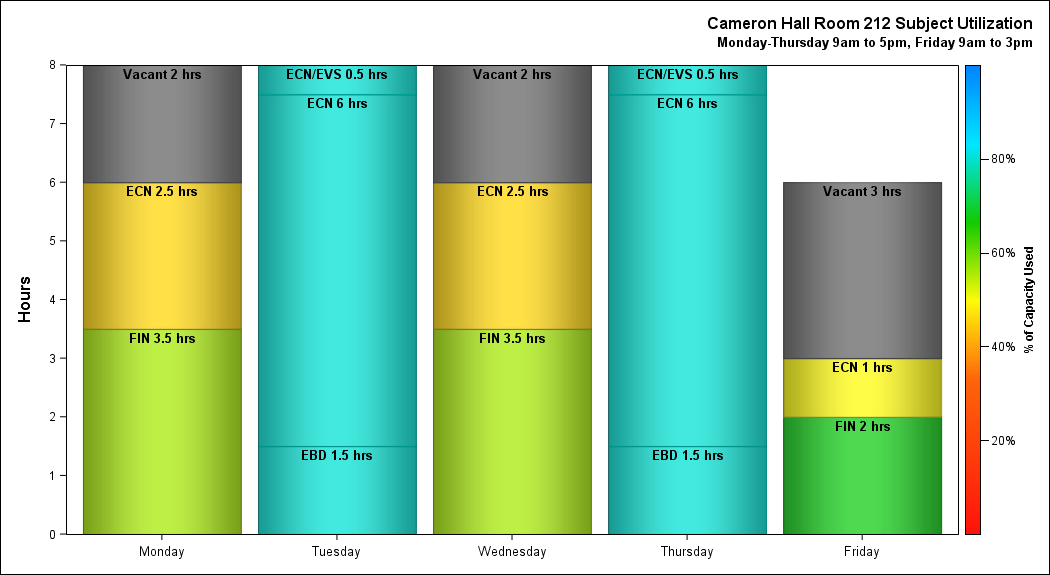 Cameron Hall Room 212 Subject Utilization
Monday-Thursday 9am to 5pm, Friday 9am to 3pm
Hours
8
7
6
5
4
3
2
1
0
Vacant 2 hrs
ECN 2.5 hrs
FIN 3.5 hrs
ECN/EVS 0.5 hrs
ECN 6 hrs
EBD 1.5 hrs
Vacant 2 hrs
ECN 2.5 hrs
FIN 3.5 hrs
ECN/EVS 0.5 hrs
ECN 6 hrs
EBD 1.5 hrs
Vacant 3 hrs
ECN 1 hrs
FIN 2 hrs
Monday
Tuesday
Wednesday
Thursday
Friday
80%
60%
40%
20%
% of Capacity Used